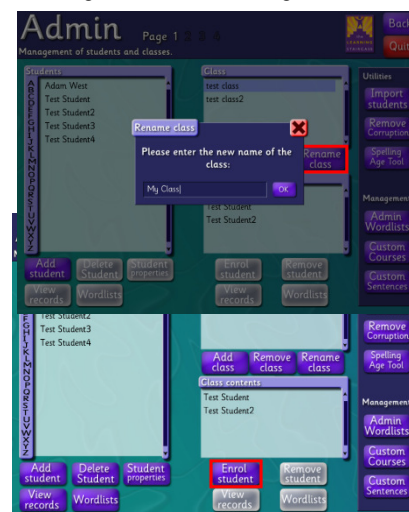 Admin Page 1 2 3 4
Management of students and classes.
Back
Quit
Students
Adam West
Test Student
Test Student2
Test Student3
Test Student4
A
B
C
D
E
F
G
H
I
J
K
L
M
N
O
P
Q
R
S
T
U
V
W
X
Y
Z
Class
test class
test class2
Rename class
Please enter the new name of the
class:
My Class
OK
Rename
class
Test Student
Test Student2
Add
student
Delete
Student
Student
properties
View
records
Wordlists
Enrol
student
Remove
student
View
records
Wordlists
Utilities
Import
students
Remove
Corruption
Spelling
Age Tool
Management
Admin
Wordlists
Custom
Courses
Custom
Sentences
Test Student2
Test Student3
Test Student4
F
G
H
I
J
K
L
M
N
O
P
Q
R
S
T
U
V
W
X
Y
Z
Add
class
Remove
class
Rename
class
Class contents
Test Student
Test Student2
Add
student
Delete
Student
Student
properties
View
records
Wordlists
Enrol
student
Remove
student
View
records
Wordlists
Remove
Corruption
Spelling
Age Tool
Management
Admin
Wordlists
Custom
Courses
Custom
Sentences